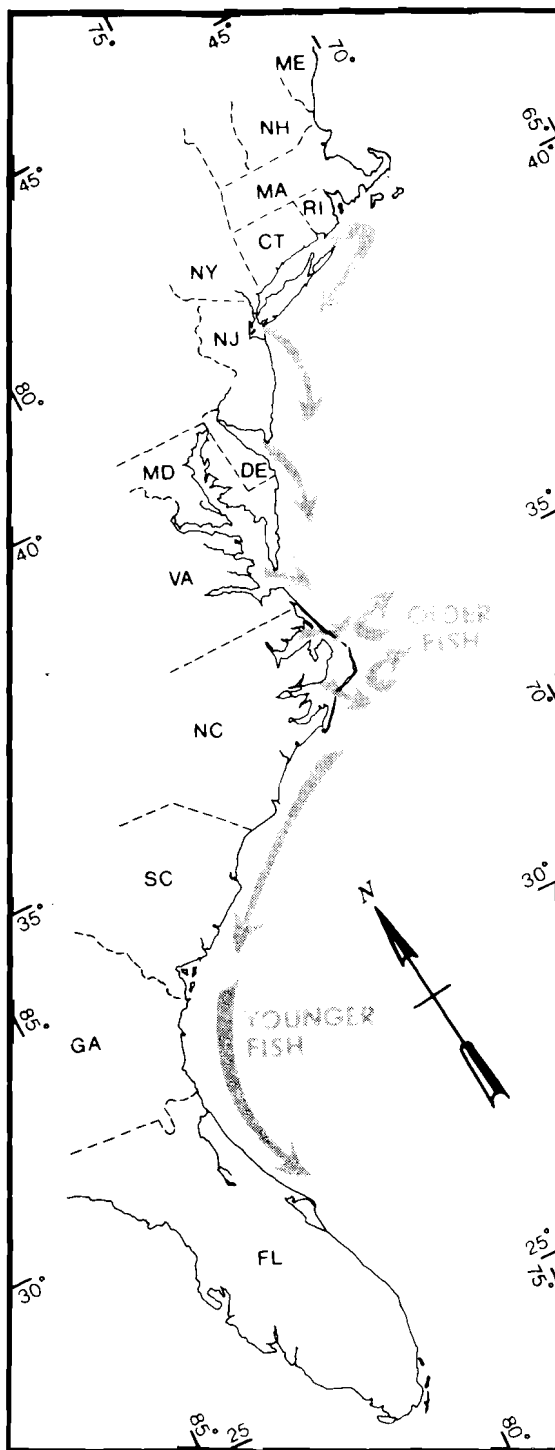 75°
45°
70°
ME
65°
40°
NH
45°
MA
RI
CT
NY
NJ
80°
MD
DE
35°
40°
VA
OLDER
FISH
70°
NC
30°
SC
N
35°
85°
YOUNGER
FISH
GA
25°
75°
FL
30°
85°
25
80°